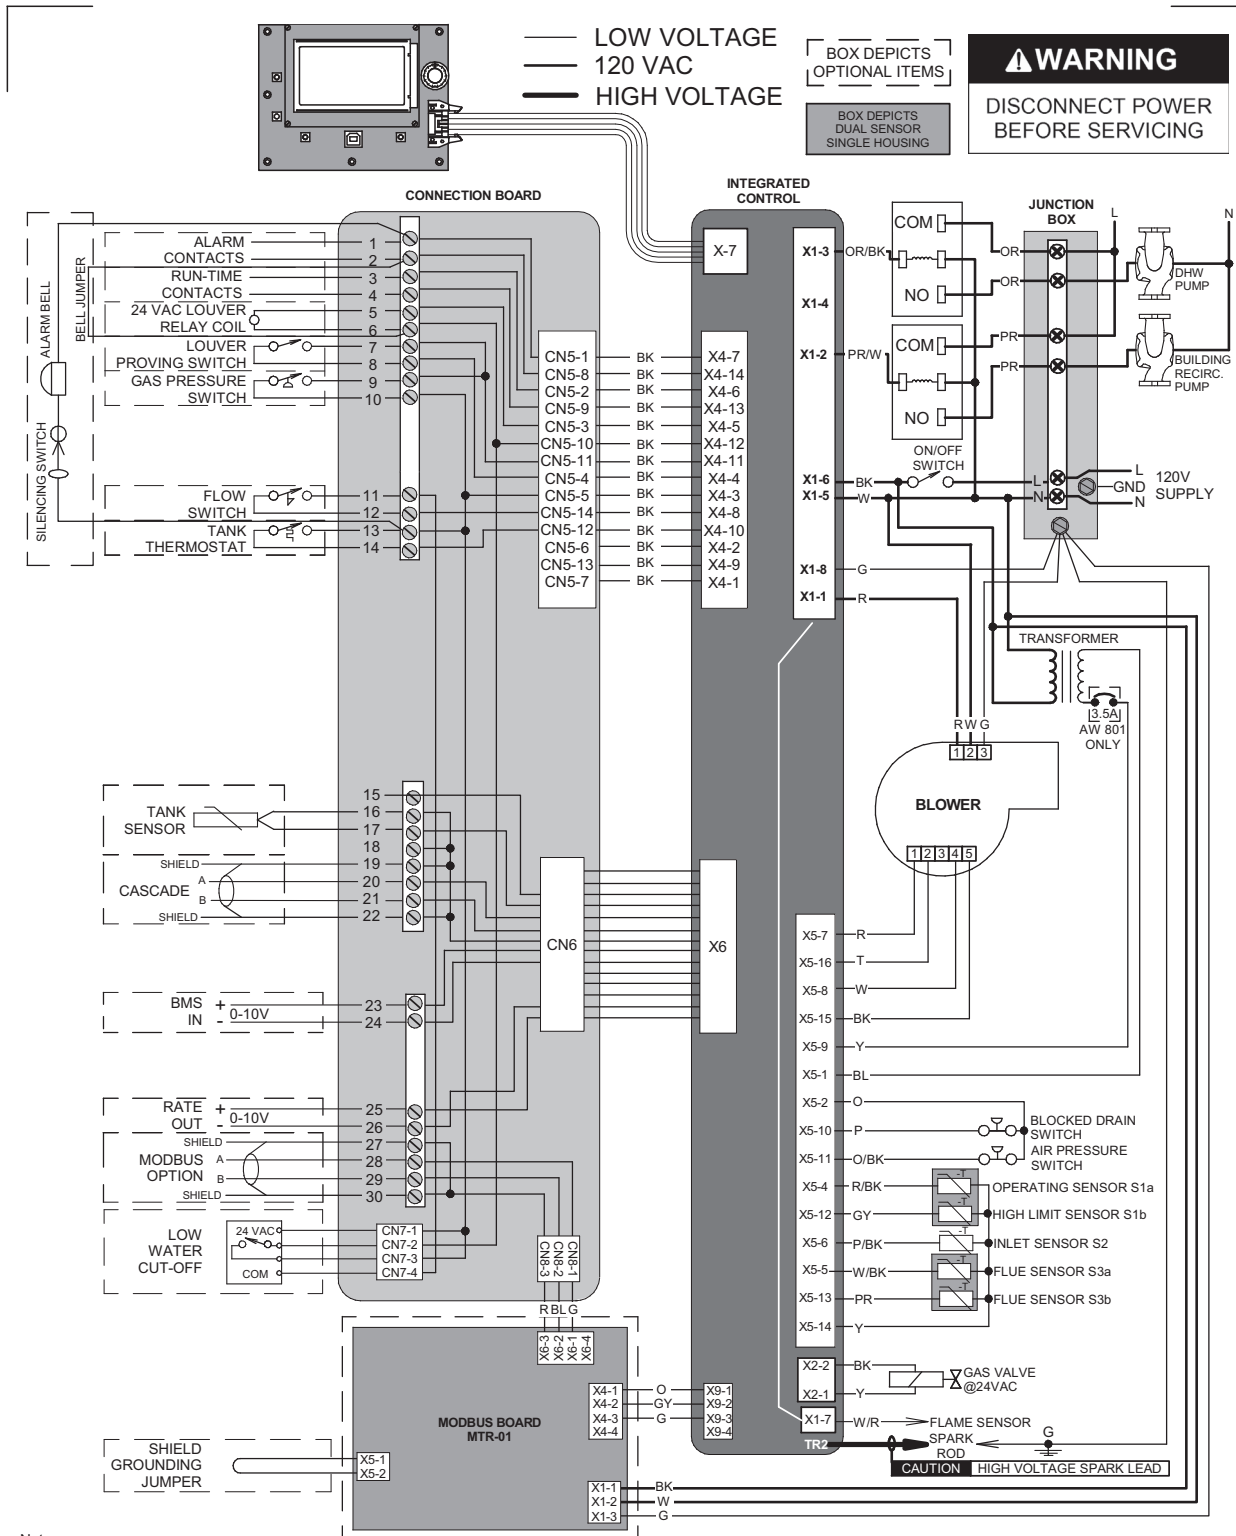 LOW VOLTAGE
120 VAC
HIGH VOLTAGE
BOX DEPICTS
OPTIONAL ITEMS
BOX DEPICTS
DUAL SENSOR
SINGLE HOUSING
WARNING
DISCONNECT POWER
BEFORE SERVICING
CONNECTION BOARD
INTEGRATED
CONTROL
JUNCTION
BOX
L
N
ALARM BELL
SILENCING SWITCH
BELL JUMPER
ALARM
CONTACTS
RUN-TIME
CONTACTS
24 VAC LOUVER
RELAY COIL
LOUVER
PROVING SWITCH
GAS PRESSURE
SWITCH
FLOW
SWITCH
TANK
THERMOSTAT
1
2
3
4
5
6
7
8
9
10
11
12
13
14
CN5-1 BK X4-7
CN5-8 BK X4-14
CN5-2 BK X4-6
CN5-9 BK X4-13
CN5-3 BK X4-5
CN5-10 BK X4-12
CN5-11 BK X4-11
CN5-4 BK X4-4
CN5-5 BK X4-3
CN5-14 BK X4-8
CN5-12 BK X4-10
CN5-6 BK X4-2
CN5-13 BK X4-9
CN5-7 BK X4-1
X-7
X1-3 OR/BK
X1-4
X1-2 PR/W
X1-6 BK
X1-5 W
X1-8 G
X1-1 R
COM
NO
COM
NO
OR
OR
PR
PR
DHW
PUMP
BUILDING
RECIRC.
PUMP
ON/OFF
SWITCH
L
N
L
GND
N
120V
SUPPLY
TRANSFORMER
3.5A
AW 801
ONLY
R W G
1 2 3
BLOWER
1 2 3 4 5
TANK
SENSOR
SHIELD
CASCADE
A
B
SHIELD
15
16
17
18
19
20
21
22
CN6
X6
BMS
IN
+
-
0-10V
23
24
RATE
OUT
+
-
0-10V
SHIELD
MODBUS
OPTION
A
B
SHIELD
25
26
27
28
29
30
LOW
WATER
CUT-OFF
24 VAC
COM
CN7-1
CN7-2
CN7-3
CN7-4
CN8-3
CN8-2
CN8-1
R BL G
X6-3
X6-2
X6-1
X6-4
X5-7 R
X5-16 T
X5-8 W
X5-15 BK
X5-9 Y
X5-1 BL
X5-2 O
X5-10 P
X5-11 O/BK
X5-4 R/BK
X5-12 GY
X5-6 P/BK
X5-5 W/BK
X5-13 PR
X5-14 Y
BLOCKED DRAIN
SWITCH
AIR PRESSURE
SWITCH
-T
OPERATING SENSOR S1a
-T
HIGH LIMIT SENSOR S1b
-T
INLET SENSOR S2
-T
FLUE SENSOR S3a
-T
FLUE SENSOR S3b
X2-2 BK
X2-1 Y
GAS VALVE
@24VAC
X1-7 W/R
FLAME SENSOR
TR2
SPARK
ROD
G
CAUTION HIGH VOLTAGE SPARK LEAD
MODBUS BOARD
MTR-01
X4-1 O X9-1
X4-2 GY X9-2
X4-3 G X9-3
X4-4 X9-4
SHIELD
GROUNDING
JUMPER
X5-1
X5-2
X1-1 BK
X1-2 W
X1-3 G